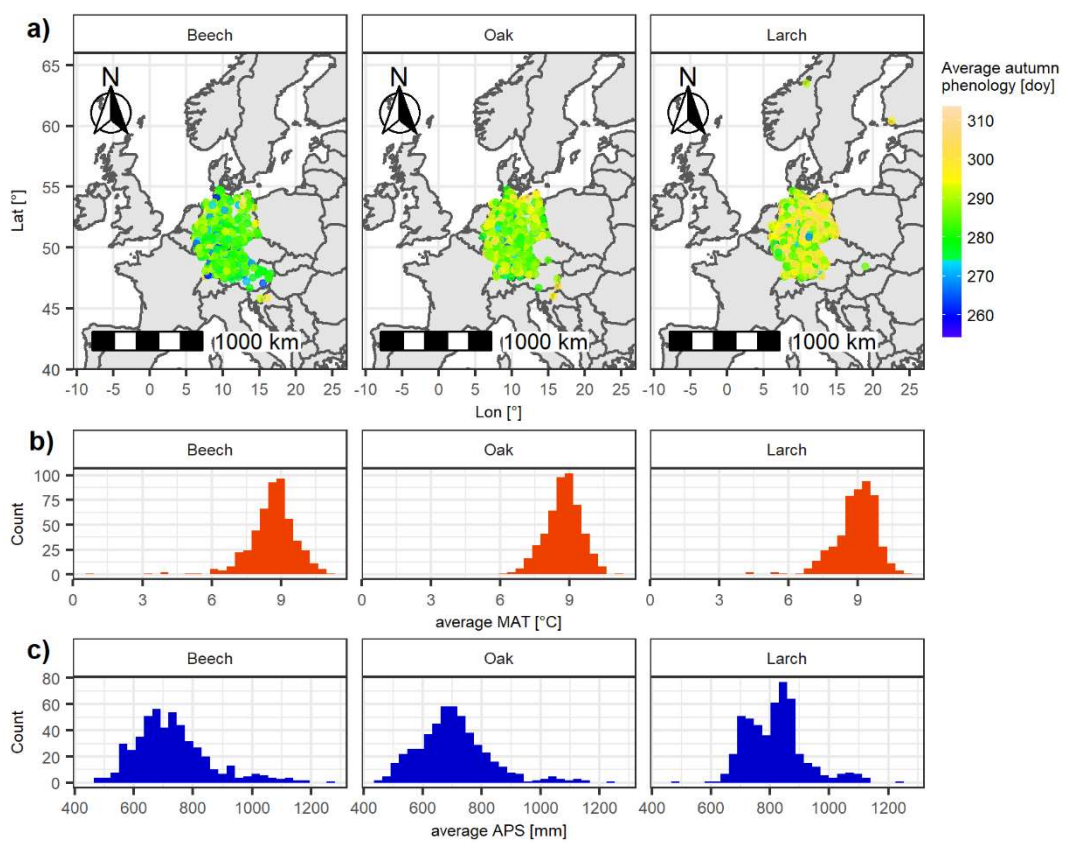 a)
Beech Oak Larch
N N N
Average autumn
phenology [doy]
310
300
290
280
270
260
65
60
55
50
45
40
Lat [°]
1000 km 1000 km 1000 km
-10 -5 0 5 10 15 20 25 -10 -5 0 5 10 15 20 25 -10 -5 0 5 10 15 20 25
Lon [°]
b)
Beech Oak Larch
100
75
50
25
0
Count
0 3 6 9 0 3 6 9 0 3 6 9
average MAT [°C]
c)
Beech Oak Larch
80
60
40
20
0
Count
400 600 800 1000 1200 400 600 800 1000 1200 400 600 800 1000 1200
average APS [mm]